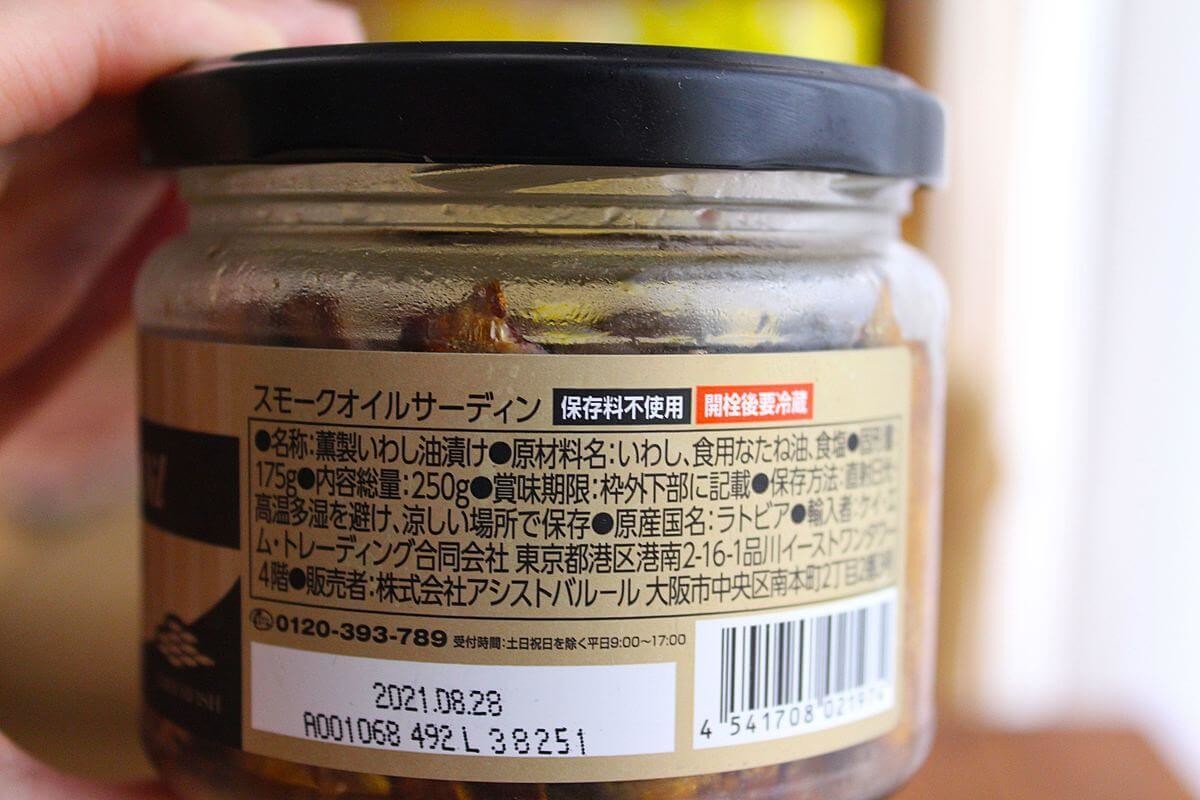 スモークオイルサーディン 保存料不使用 開栓後要冷蔵
●名称:薫製いわし油漬け●原材料名:いわし、食用なたね油、食塩●固形量:
175g●内容総量:250g●賞味期限:枠外下部に記載●保存方法:直射日光、
高温多湿を避け、涼しい場所で保存●原産国名:ラトビア●輸入者:ケイ・エ
ム・トレーディング合同会社 東京都港区港南2-16-1品川イーストワンタワー
4階●販売者:株式会社アシストバルール 大阪市中央区南本町2丁目
0120-393-789 受付時間:土日祝日を除く平日9:00〜17:00
2021.08.28
A001068 492L 38251
4 541708 021974